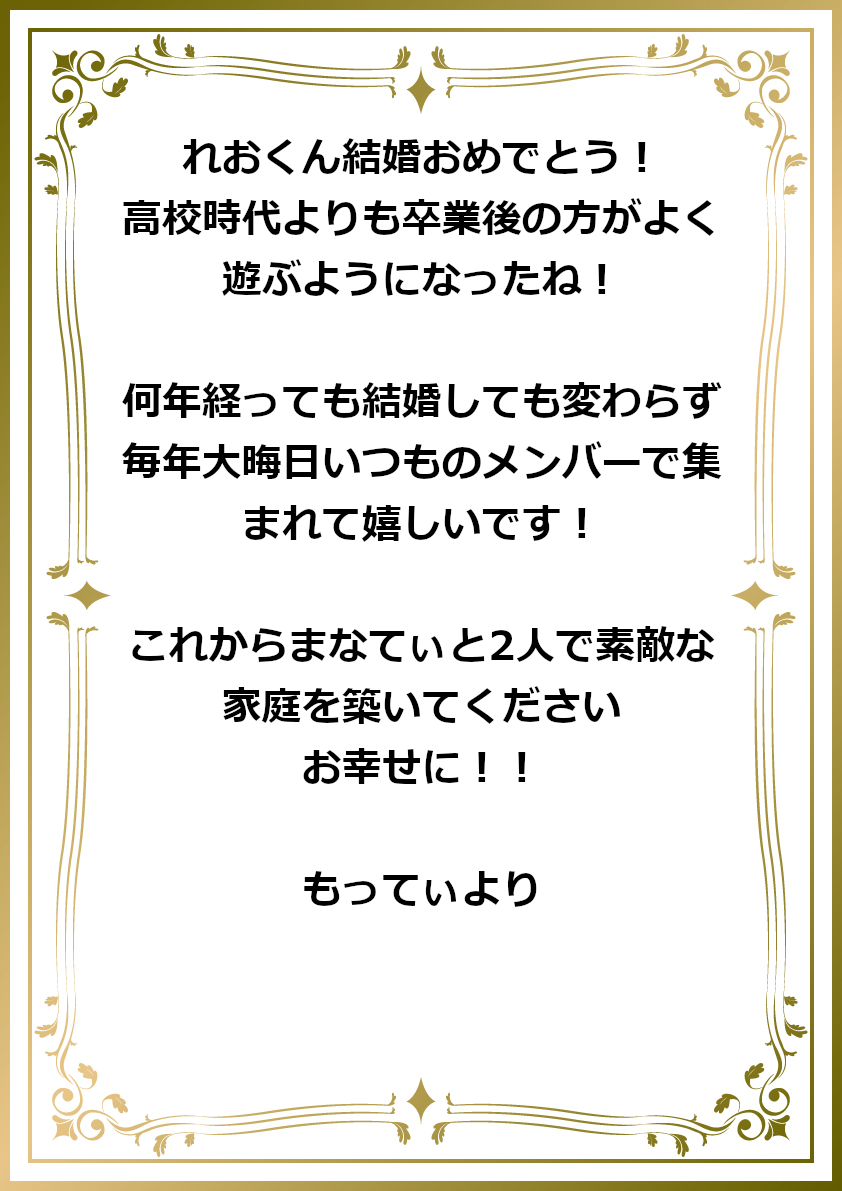 れおくん結婚おめでとう！
高校時代よりも卒業後の方がよく
遊ぶようになったね！
何年経っても結婚しても変わらず
毎年大晦日いつものメンバーで集
まれて嬉しいです！
これからまなてぃと2人で素敵な
家庭を築いてください
お幸せに！！
もってぃより